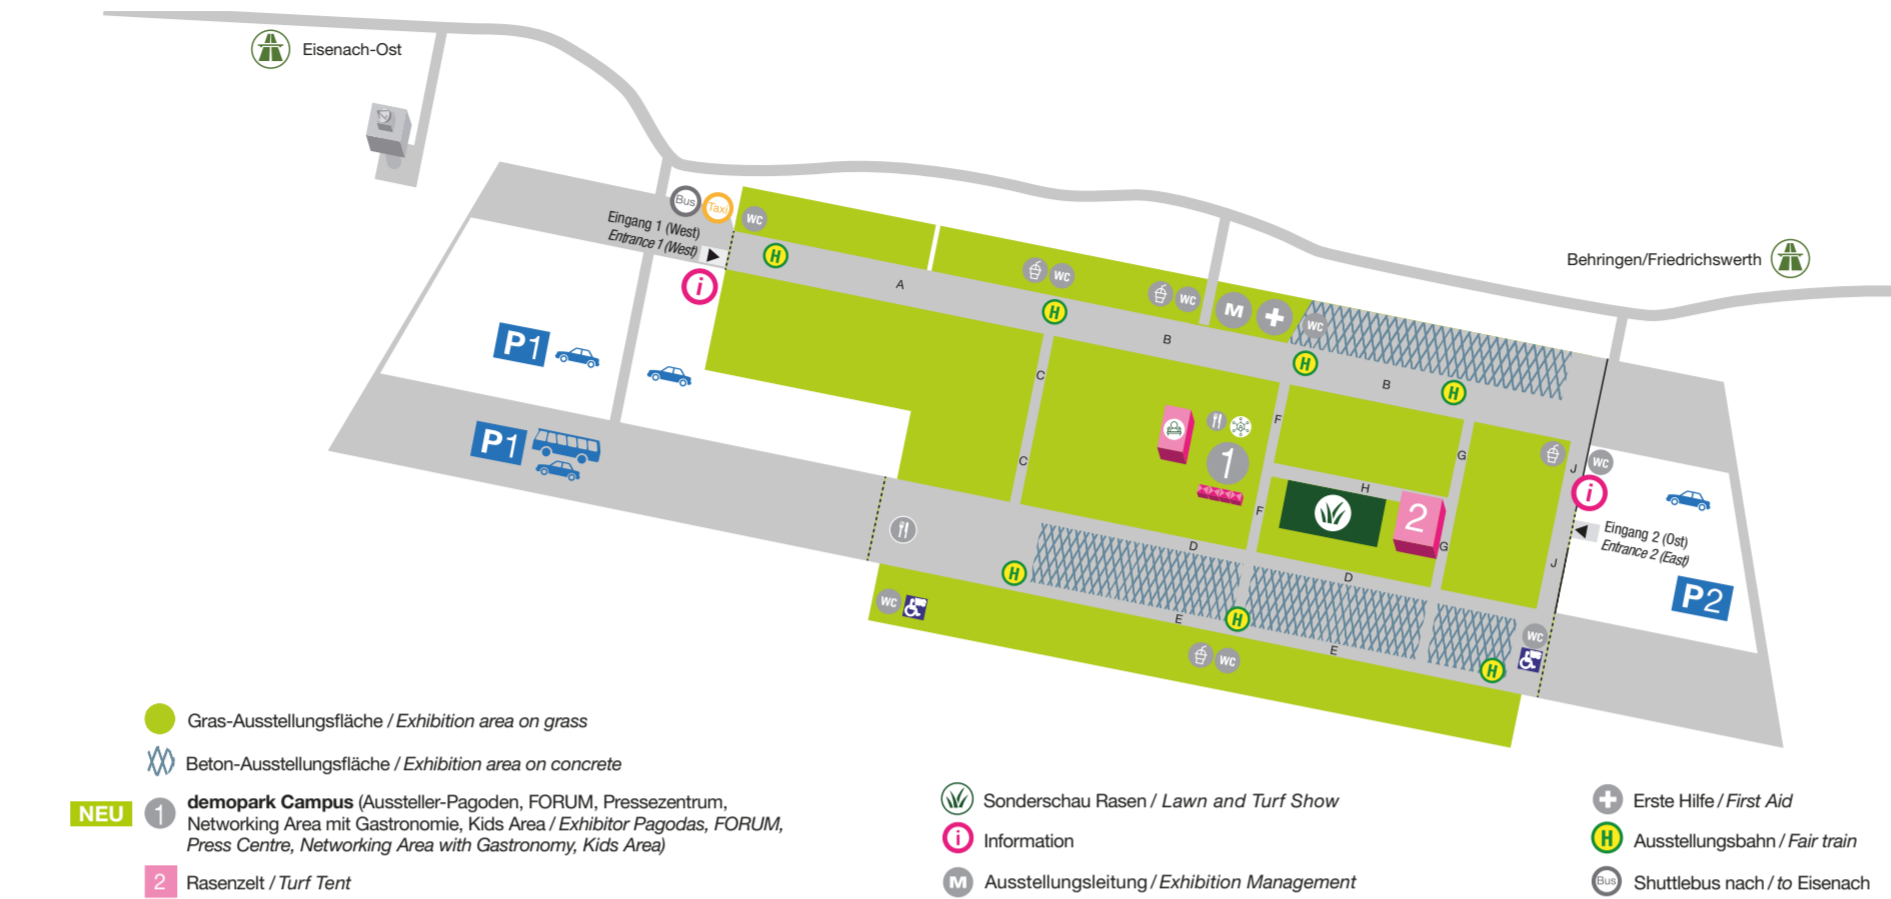 Eisenach-Ost
Bus
Taxi
WC
Eingang 1 (West)
Entrance 1 (West)
H
i
A
WC
H
WC
B
M
WC
H
B
H
Behringen/Friedrichswerth
P1
P1
C
C
1
F
F
G
H
2
G
J
WC
i
Eingang 2 (Ost)
Entrance 2 (East)
J
P2
D
D
H
WC
E
H
E
WC
WC
H
NEU
Gras-Ausstellungsfläche / Exhibition area on grass
Beton-Ausstellungsfläche / Exhibition area on concrete
1
demopark Campus (Aussteller-Pagoden, FORUM, Pressezentrum,
Networking Area mit Gastronomie, Kids Area / Exhibitor Pagodas, FORUM,
Press Centre, Networking Area with Gastronomy, Kids Area)
2 Rasenzelt / Turf Tent
Sonderschau Rasen / Lawn and Turf Show
i Information
M Ausstellungsleitung / Exhibition Management
Erste Hilfe / First Aid
H Ausstellungsbahn / Fair train
Bus Shuttlebus nach / to Eisenach